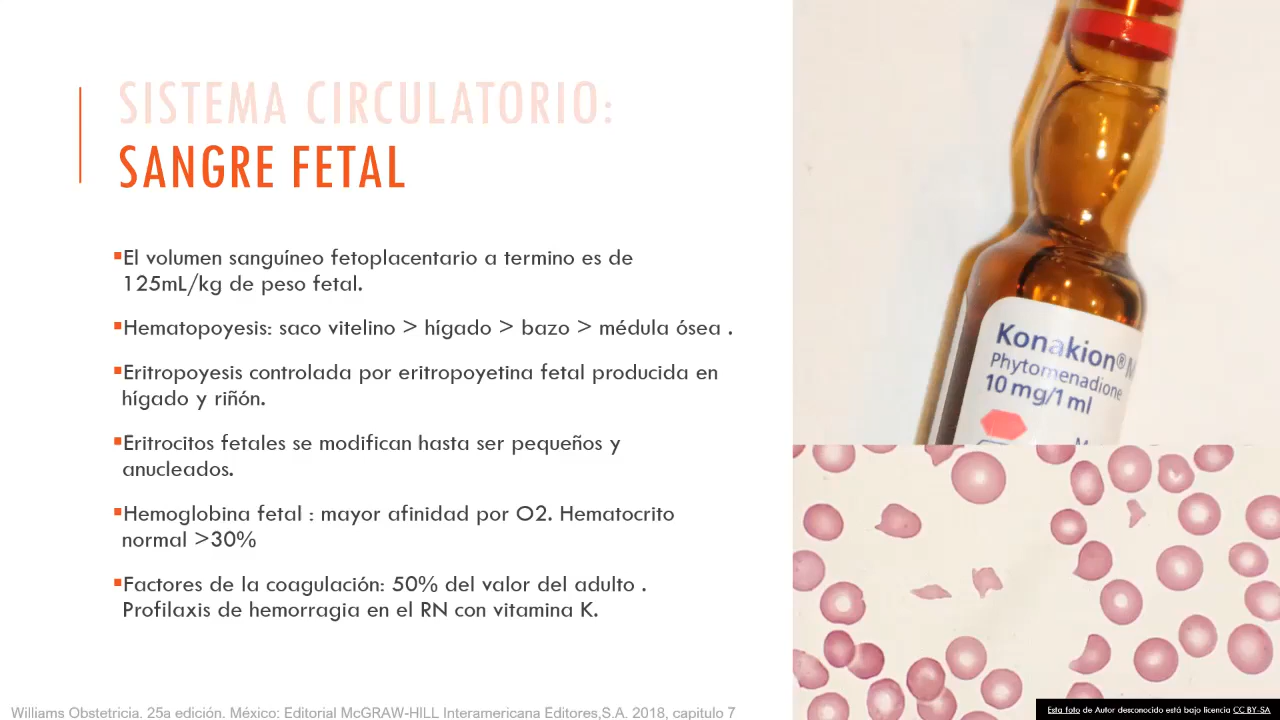 SISTEMA CIRCULATORIO:
SANGRE FETAL
▪El volumen sanguíneo fetoplacentario a termino es de
125mL/kg de peso fetal.
▪Hematopoyesis: saco vitelino > hígado > bazo > médula ósea .
▪Eritropoyesis controlada por eritropoyetina fetal producida en
hígado y riñón.
▪Eritrocitos fetales se modifican hasta ser pequeños y
anucleados.
▪Hemoglobina fetal : mayor afinidad por O2. Hematocrito
normal >30%
▪Factores de la coagulación: 50% del valor del adulto .
Profilaxis de hemorragia en el RN con vitamina K.
Williams Obstetricia. 25a edición. México: Editorial McGRAW-HILL Interamericana Editores,S.A. 2018, capitulo 7
Konakion® M
Phytomenadione
10 mg/1 ml
Esta foto de Autor desconocido está bajo licencia CC BY-SA